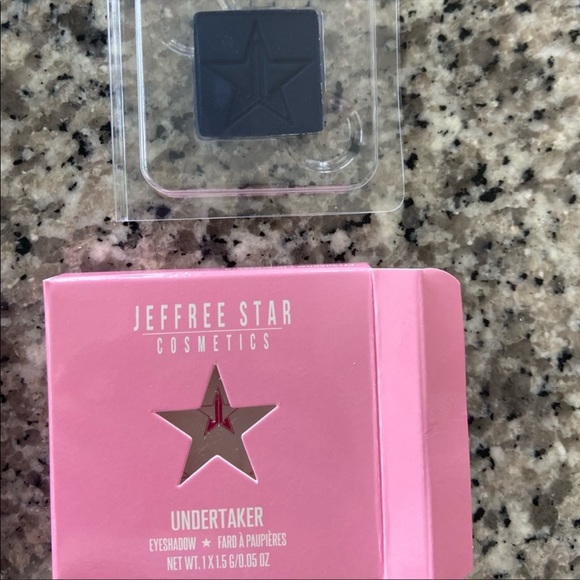 JEFFREE STAR
COSMETICS
UNDERTAKER
EYESHADOW ★ FARD À PAUPIÈRES
NET. WT. 1 X 1.5 G/0.05 OZ